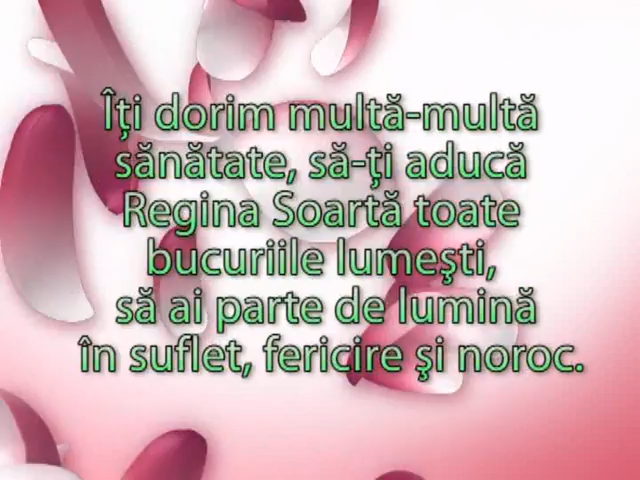 Îți dorim multă-multă
sănătate, să-ți aducă
Regina Soartă toate
bucuriile lumeşti,
să ai parte de lumină
în suflet, fericire şi noroc.